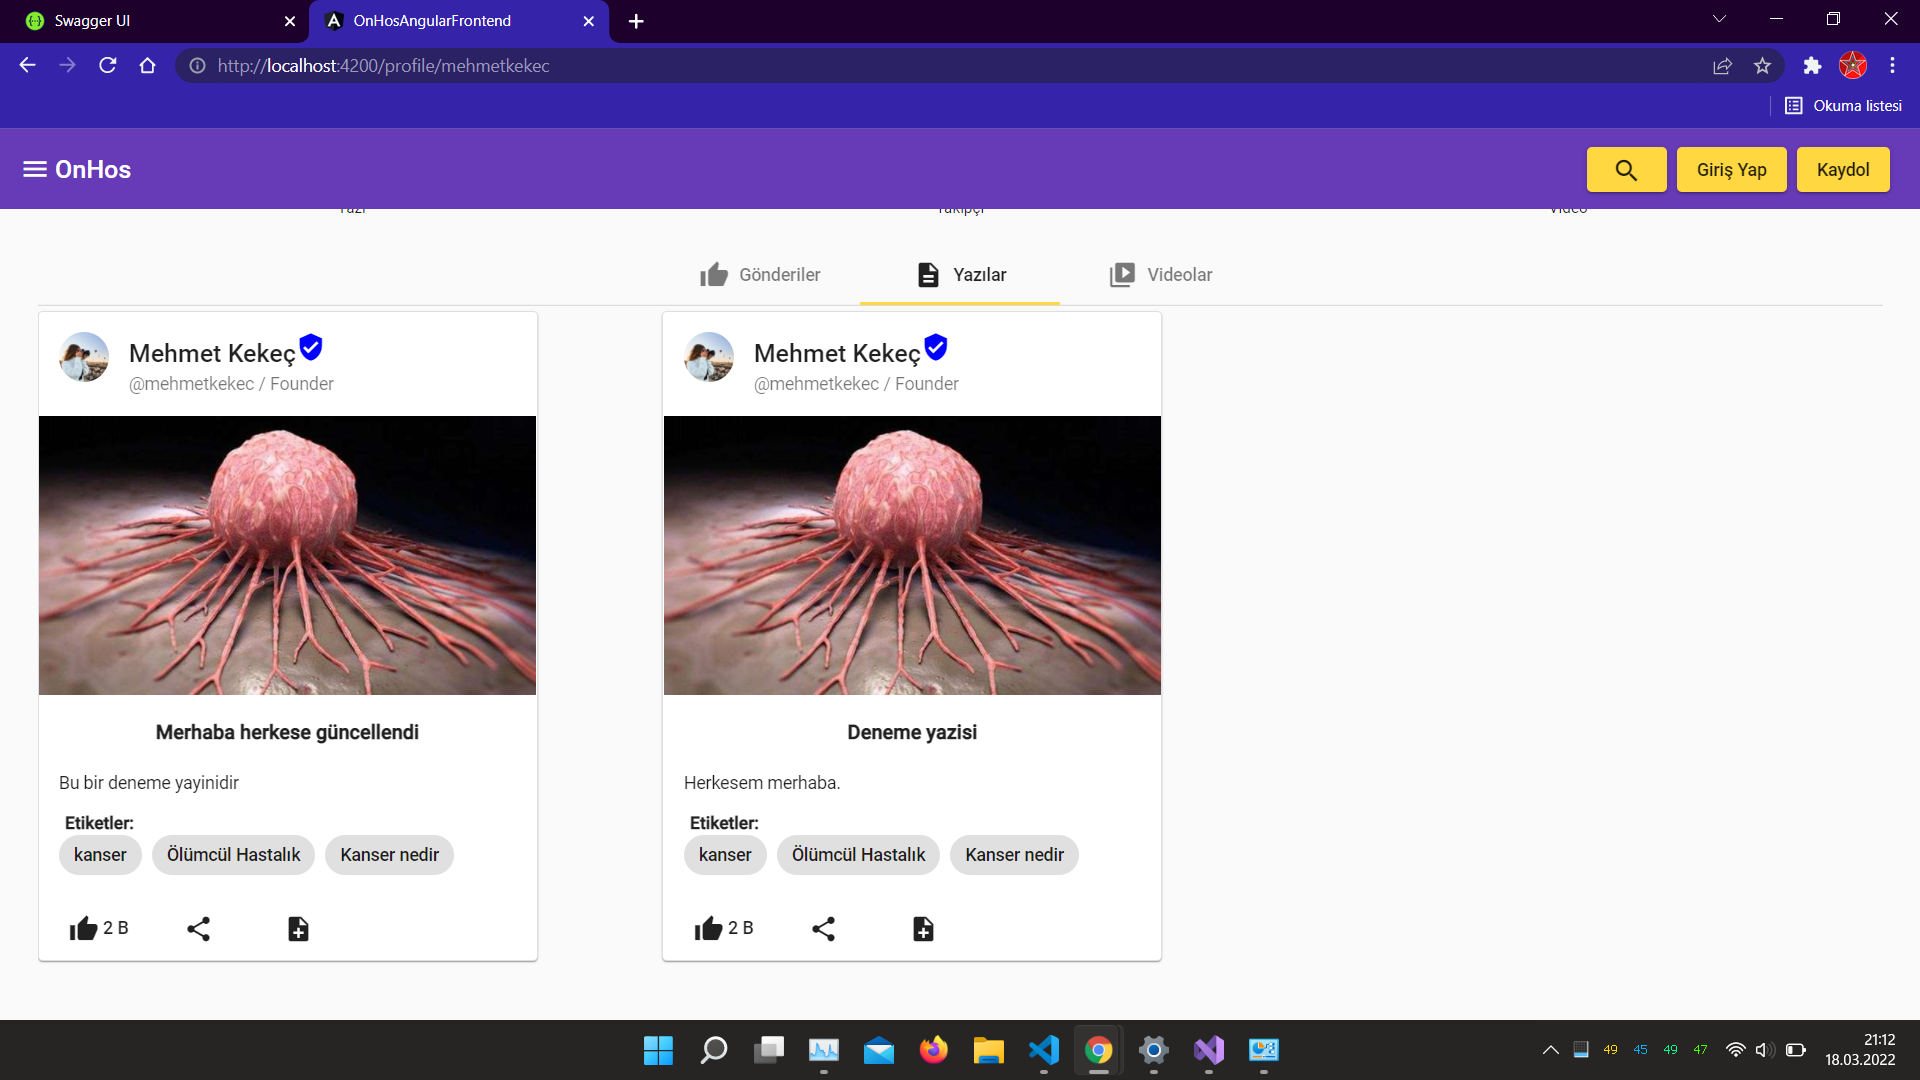 Swagger UI
OnHosAngularFrontend
http://localhost:4200/profile/mehmetkekec
Okuma listesi
OnHos
Giriş Yap
Kaydol
Yazı
Takipçi
Video
Gönderiler
Yazılar
Videolar
Mehmet Kekeç
@mehmetkekec / Founder
Merhaba herkese güncellendi
Bu bir deneme yayinidir
Etiketler:
kanser Ölümcül Hastalık Kanser nedir
2 B
Mehmet Kekeç
@mehmetkekec / Founder
Deneme yazisi
Herkesem merhaba.
Etiketler:
kanser Ölümcül Hastalık Kanser nedir
2 B
49 45 49 47
21:12
18.03.2022